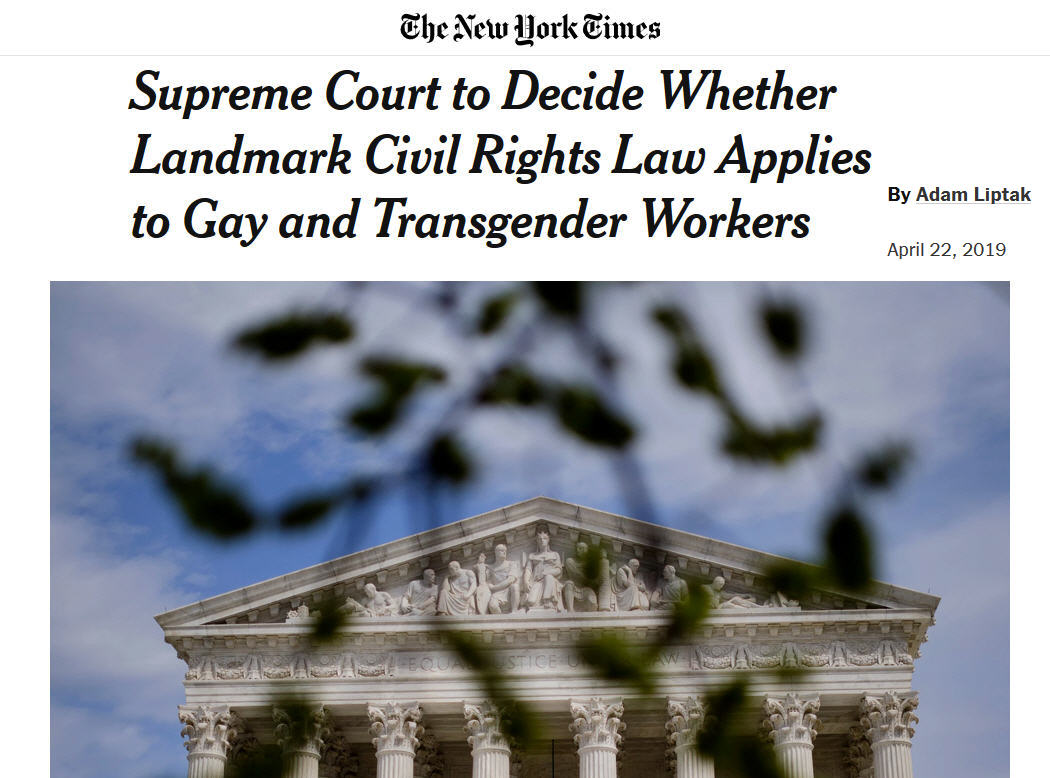 The New York Times
Supreme Court to Decide Whether
Landmark Civil Rights Law Applies
to Gay and Transgender Workers
By Adam Liptak
April 22, 2019
EQUAL JUSTICE LAW